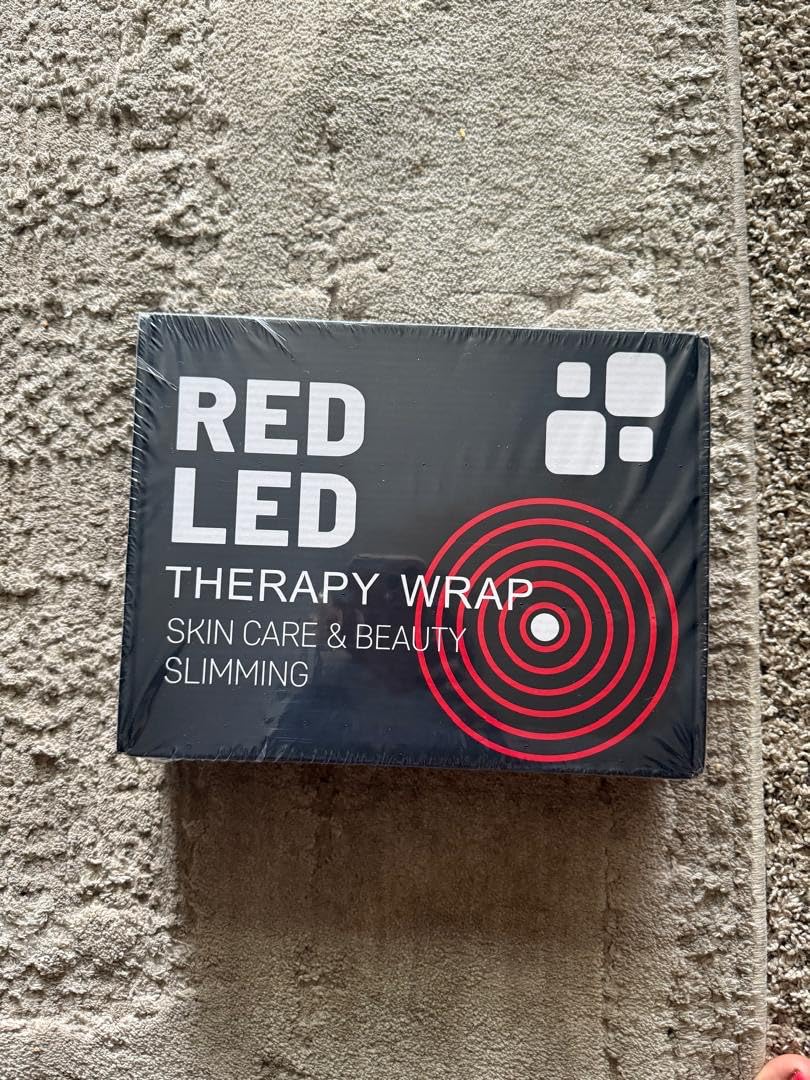 RED
LED
THERAPY WRAP
SKIN CARE & BEAUTY
SLIMMING